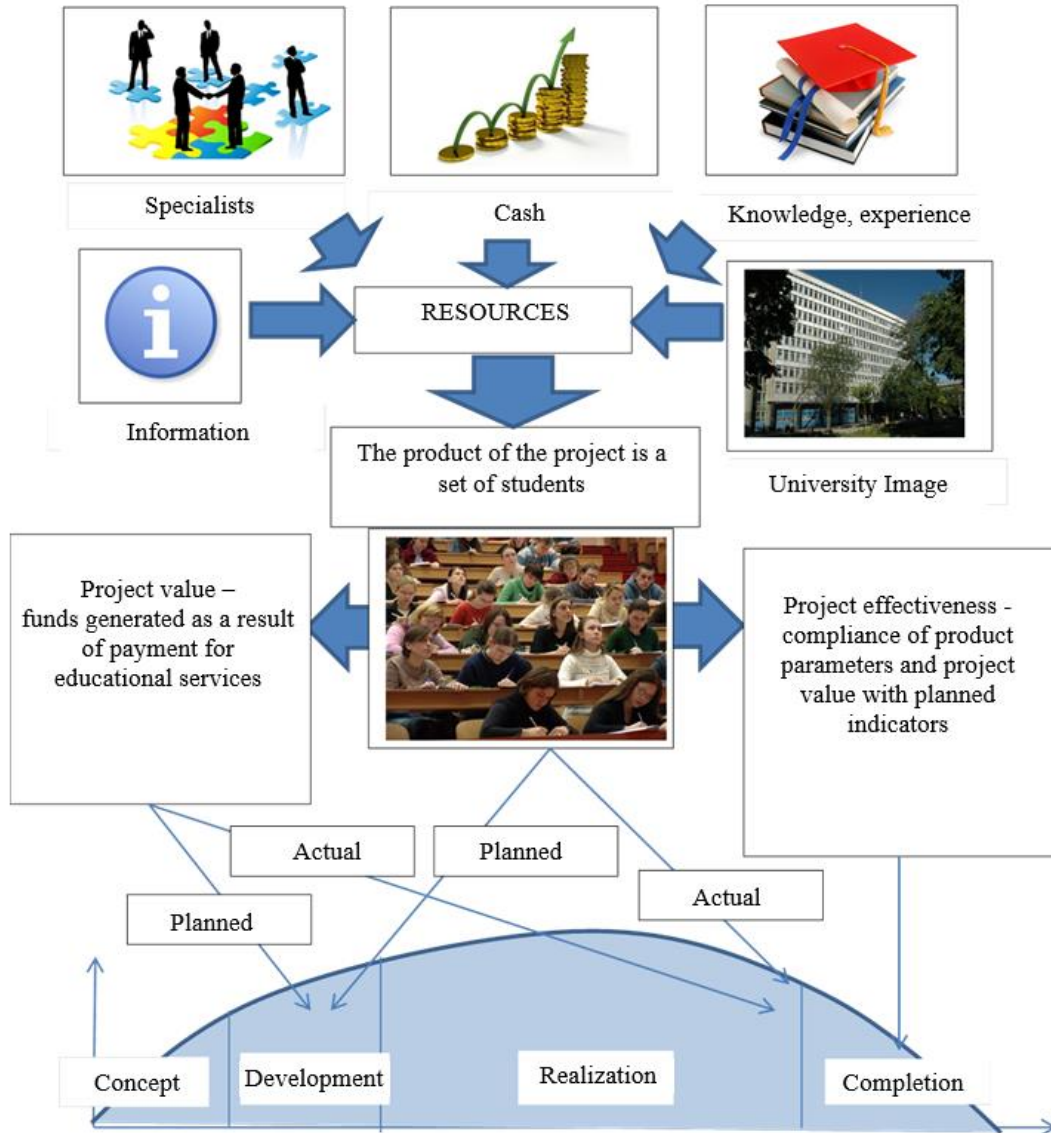 Specialists
Cash
Knowledge, experience
RESOURCES
Information
University Image
The product of the project is a
set of students
Project value –
funds generated as a result
of payment for
educational services
Project effectiveness -
compliance of product
parameters and project
value with planned
indicators
Actual
Planned
Planned
Actual
Concept
Development
Realization
Completion